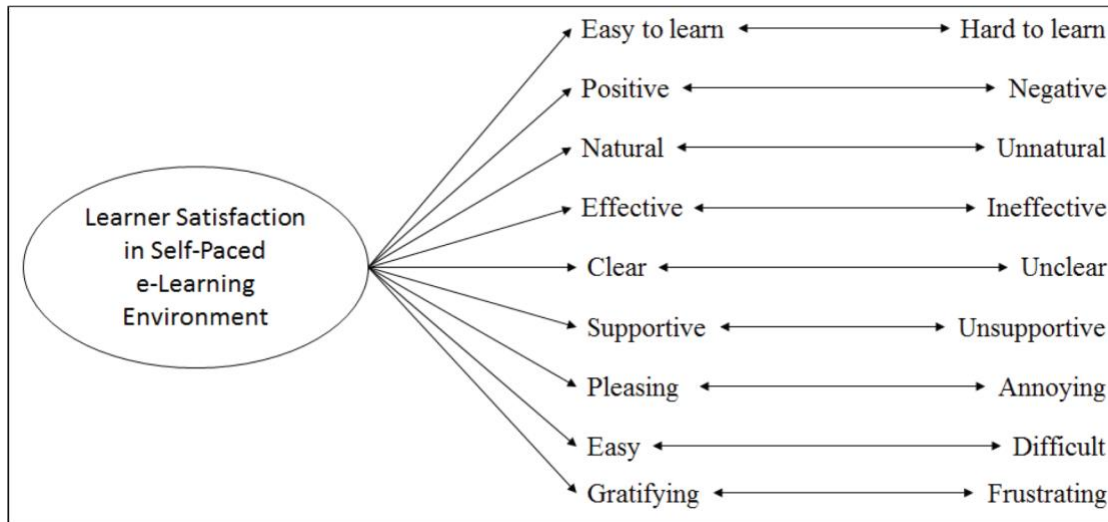 Easy to learn Hard to learn
Positive Negative
Natural Unnatural
Effective Ineffective
Clear Unclear
Supportive Unsupportive
Pleasing Annoying
Easy Difficult
Gratifying Frustrating
Learner Satisfaction
in Self-Paced
e-Learning
Environment